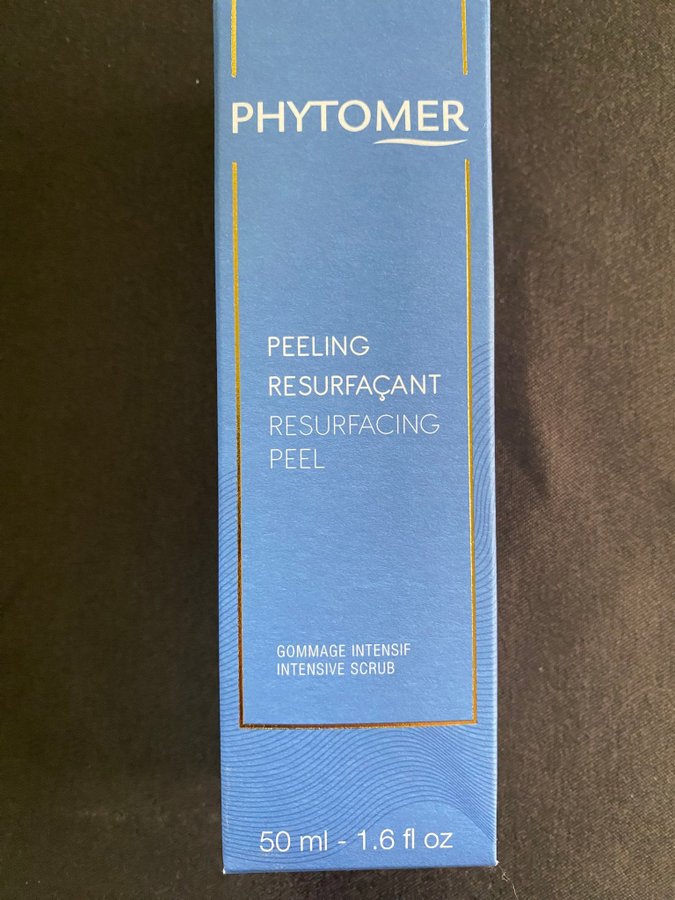 PHYTOMER
PEELING
RESURFAÇANT
RESURFACING
PEEL
GOMMAGE INTENSIF
INTENSIVE SCRUB
50 ml - 1.6 fl oz